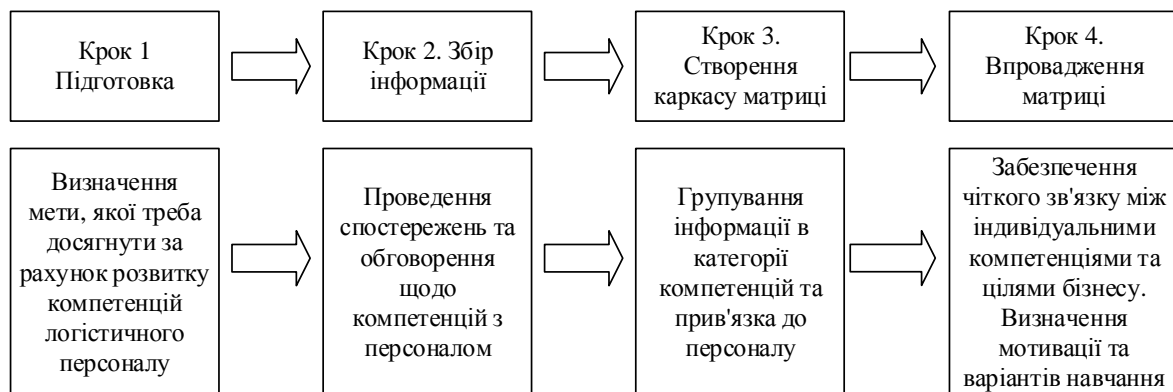 Крок 1
Підготовка
Крок 2. Збір
інформації
Крок 3.
Створення
каркасу матриці
Крок 4.
Впровадження
матриці
Визначення
мети, якої треба
досягнути за
рахунок розвитку
компетенцій
логістичного
персоналу
Проведення
спостережень та
обговорення
щодо
компетенцій з
персоналом
Групування
інформації в
категорії
компетенцій та
прив'язка до
персоналу
Забезпечення
чіткого зв'язку між
індивідуальними
компетенціями та
цілями бізнесу.
Визначення
мотивації та
варіантів навчання